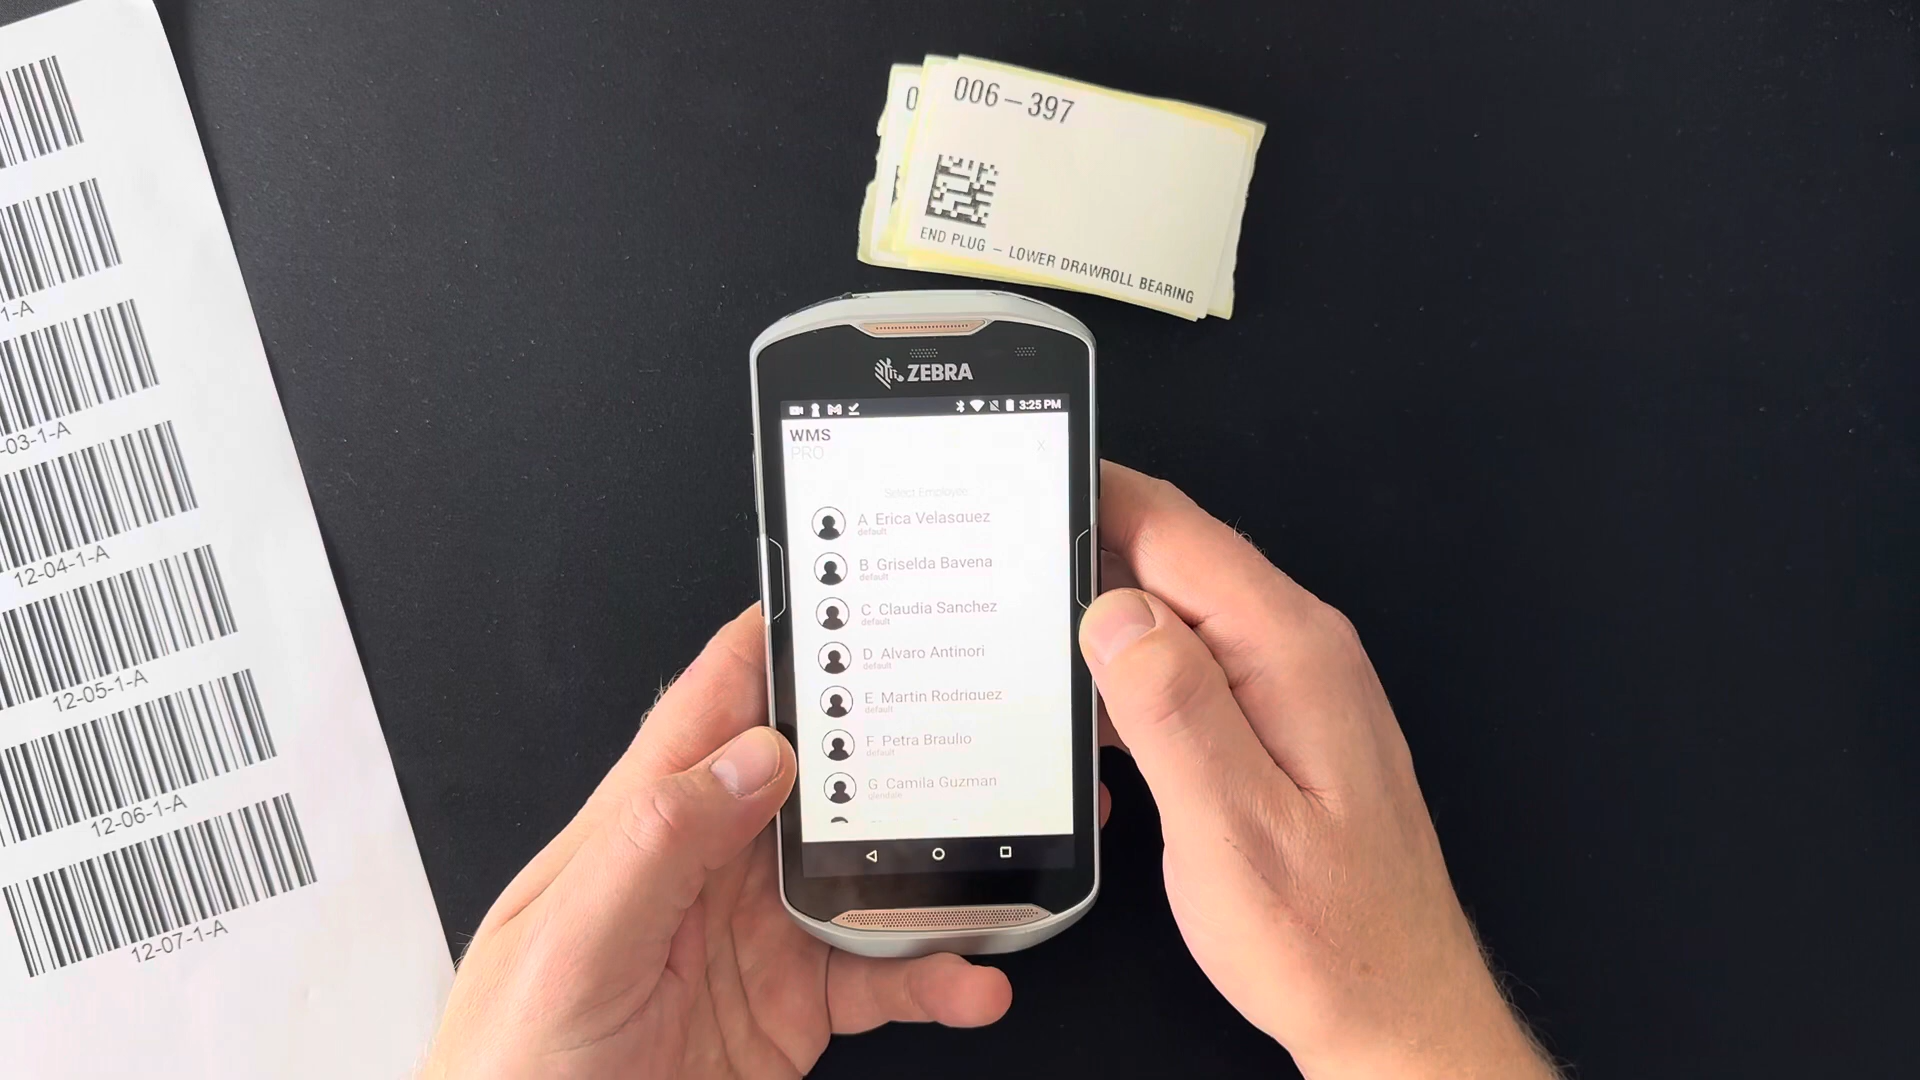 1-A
-03-1-A
12-04-1-A
12-05-1-A
12-06-1-A
12-07-1-A
0
006-397
END PLUG - LOWER DRAWROLL BEARING
ZEBRA
3:25 PM
WMS
PRO
X
Select Employee
A Erica Velasquez
default
B Griselda Bavena
default
C Claudia Sanchez
default
D Alvaro Antinori
default
E Martin Rodriguez
default
F Petra Braulio
default
G Camila Guzman